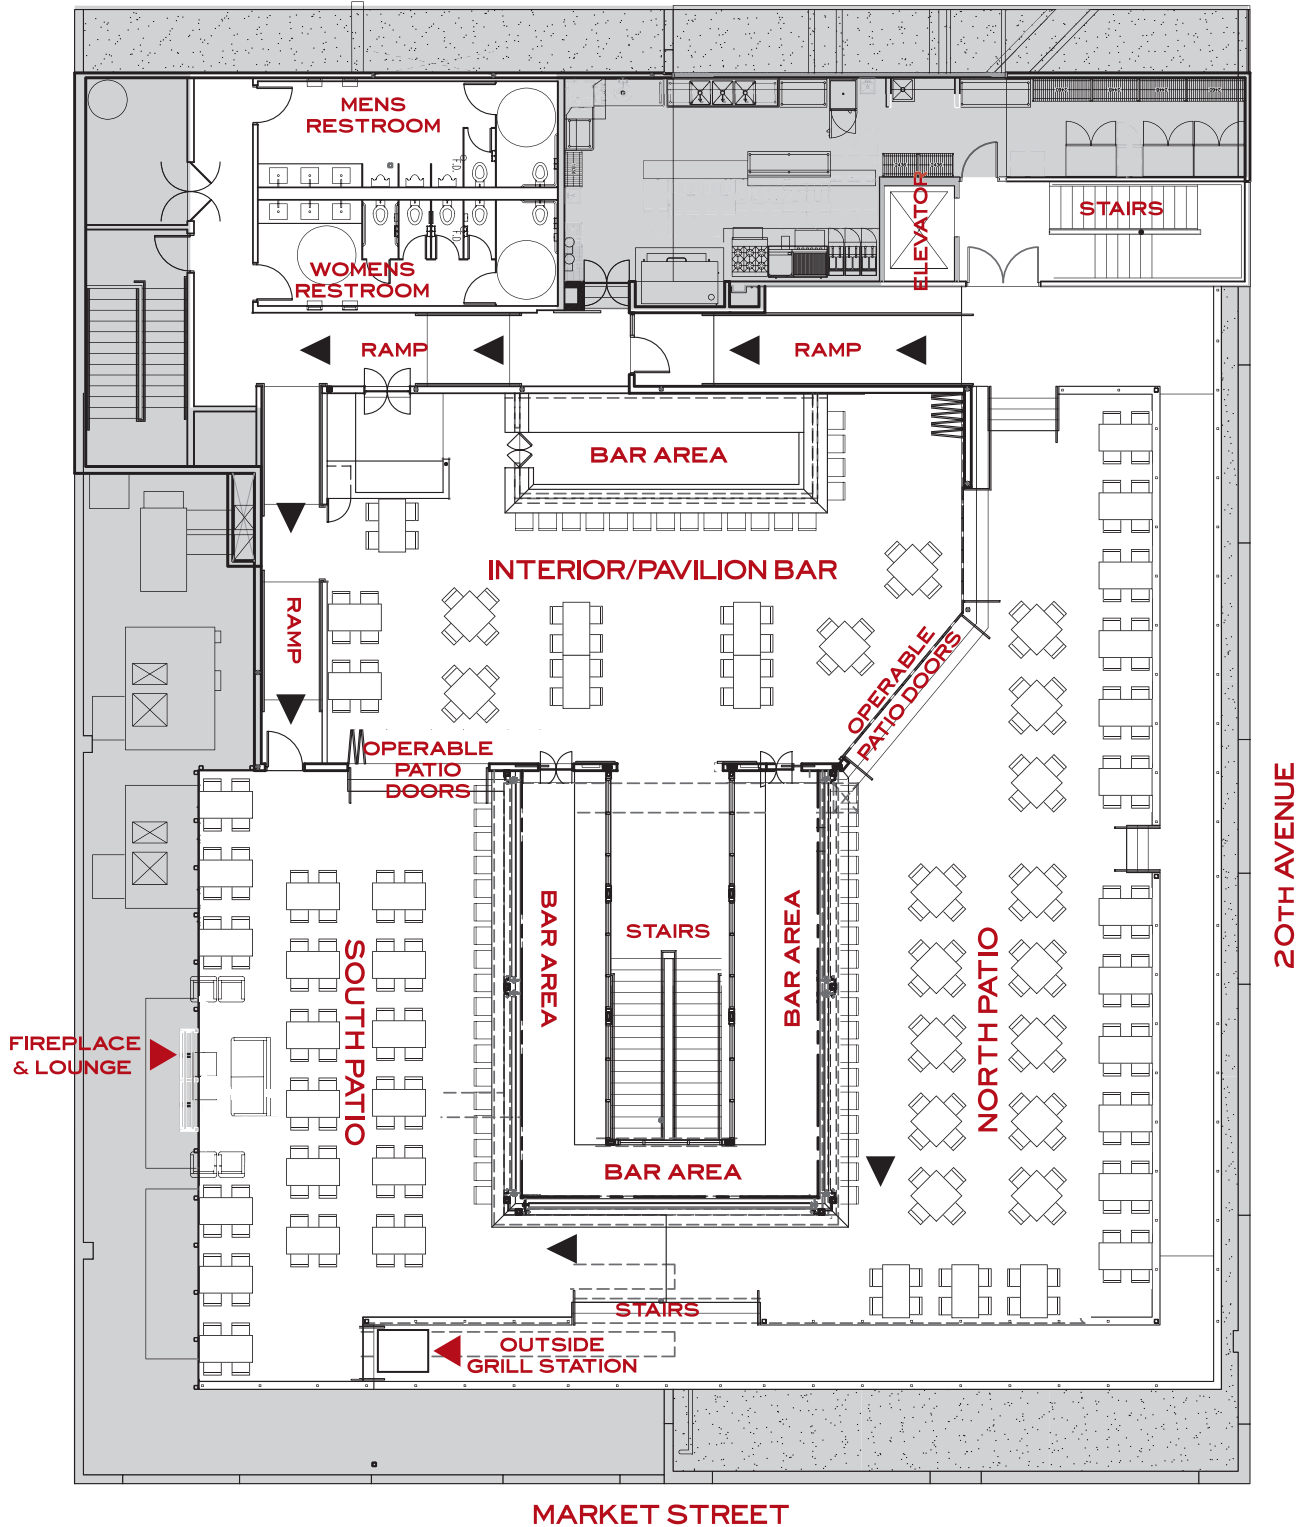 MENS
RESTROOM
WOMENS
RESTROOM
ELEVATOR
STAIRS
RAMP
RAMP
BAR AREA
INTERIOR/PAVILION BAR
RAMP
OPERABLE
PATIO DOORS
OPERABLE
PATIO
DOORS
20TH AVENUE
BAR AREA
STAIRS
BAR AREA
SOUTH PATIO
NORTH PATIO
FIREPLACE
& LOUNGE
BAR AREA
STAIRS
OUTSIDE
GRILL STATION
MARKET STREET